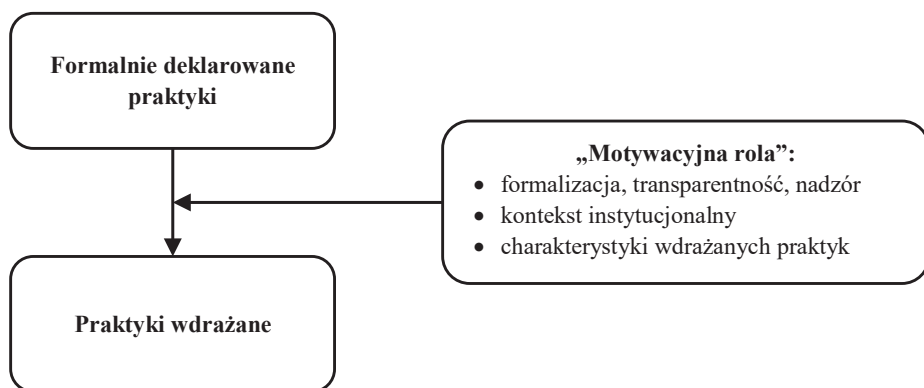 Formalnie deklarowane
praktyki
„Motywacyjna rola”:
• formalizacja, transparentność, nadzór
• kontekst instytucjonalny
• charakterystyki wdrażanych praktyk
Praktyki wdrażane